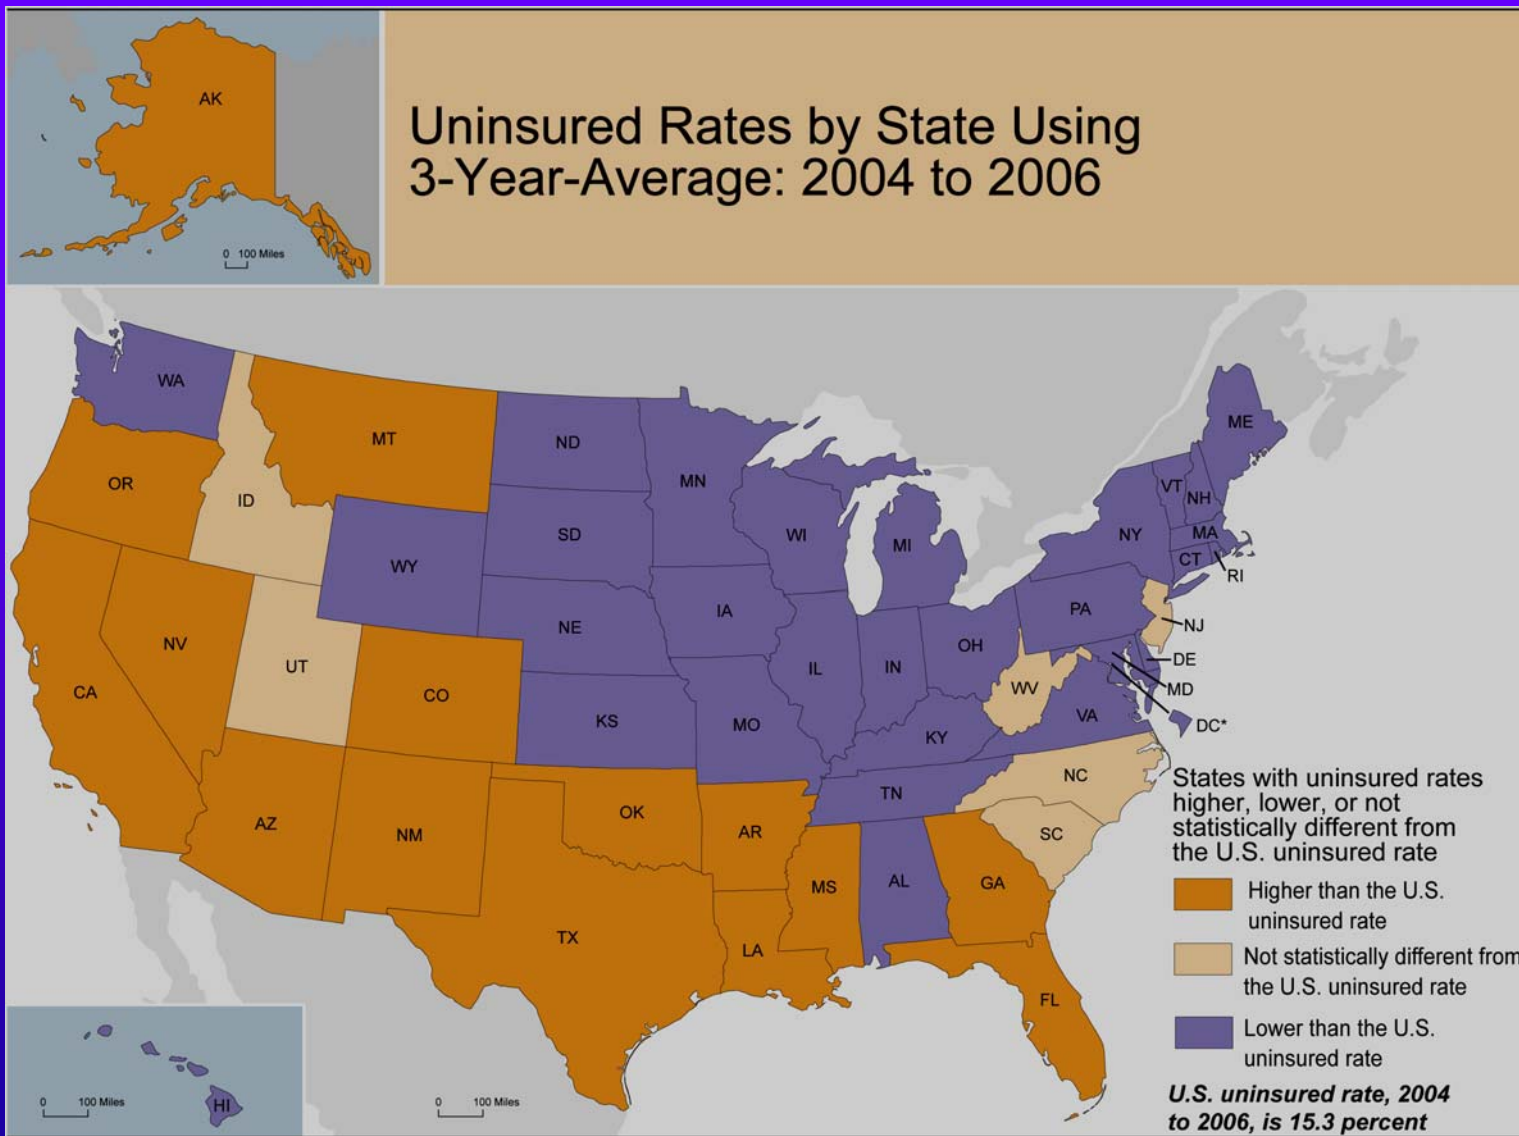 AK
0 100 Miles
Uninsured Rates by State Using
3-Year-Average: 2004 to 2006
WA
MT
ND
MN
ME
OR
ID
SD
WI
MI
VT
NH
NY
MA
CT
RI
WY
IA
NE
PA
NJ
NV
UT
CO
IL
IN
OH
DE
MD
CA
KS
MO
WV
VA
DC*
KY
TN
NC
AZ
NM
OK
AR
SC
MS
AL
GA
TX
LA
FL
States with uninsured rates
higher, lower, or not
statistically different from
the U.S. uninsured rate
Higher than the U.S.
uninsured rate
Not statistically different from
the U.S. uninsured rate
Lower than the U.S.
uninsured rate
U.S. uninsured rate, 2004
to 2006, is 15.3 percent
0 100 Miles
HI
0 100 Miles